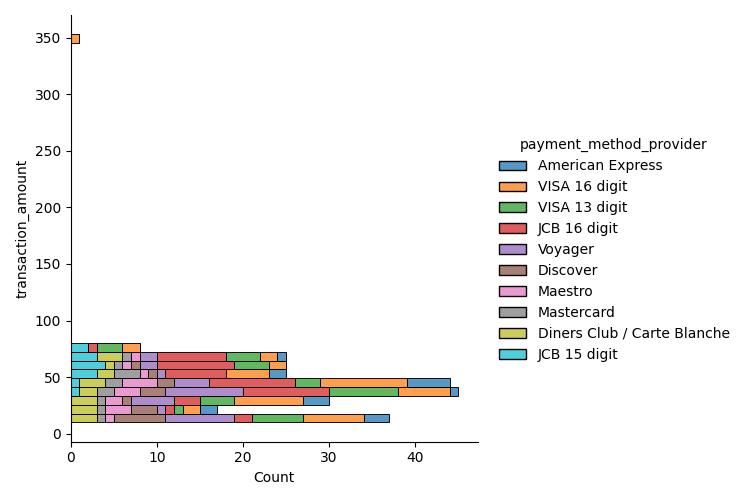 350
300
250
200
150
100
50
0
transaction_amount
0 10 20 30 40
Count
payment_method_provider
American Express
VISA 16 digit
VISA 13 digit
JCB 16 digit
Voyager
Discover
Maestro
Mastercard
Diners Club / Carte Blanche
JCB 15 digit